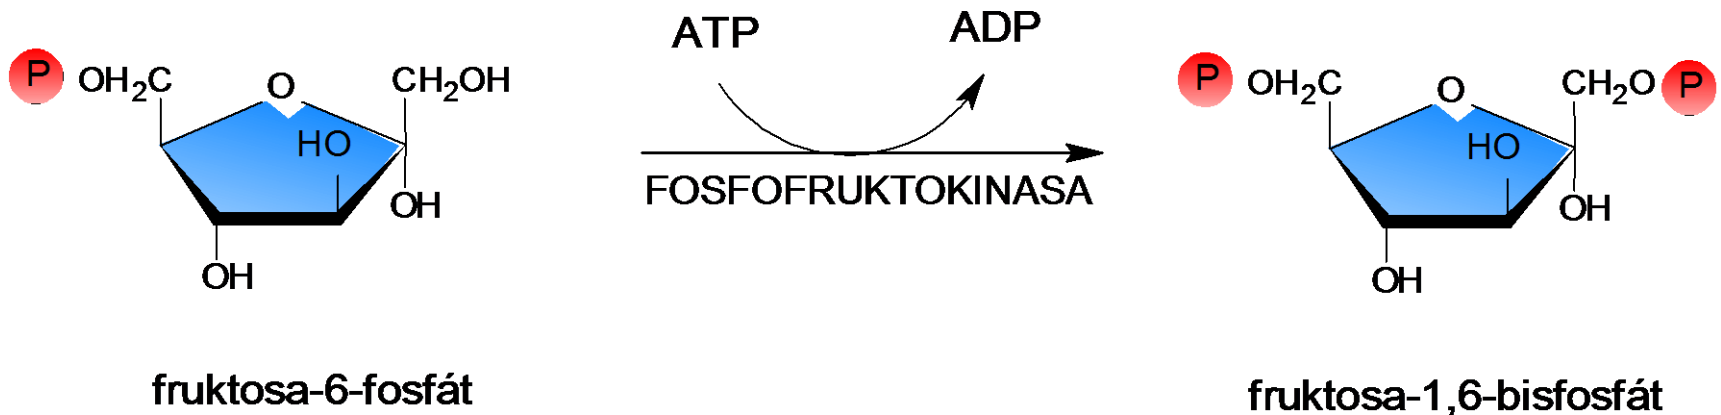 ATP ADP
P OH₂C O CH₂OH
HO
OH
OH
FOSFOFRUKTOKINASA
P OH₂C O CH₂O P
HO
OH
OH
fruktosa-6-fosfát
fruktosa-1,6-bisfosfát